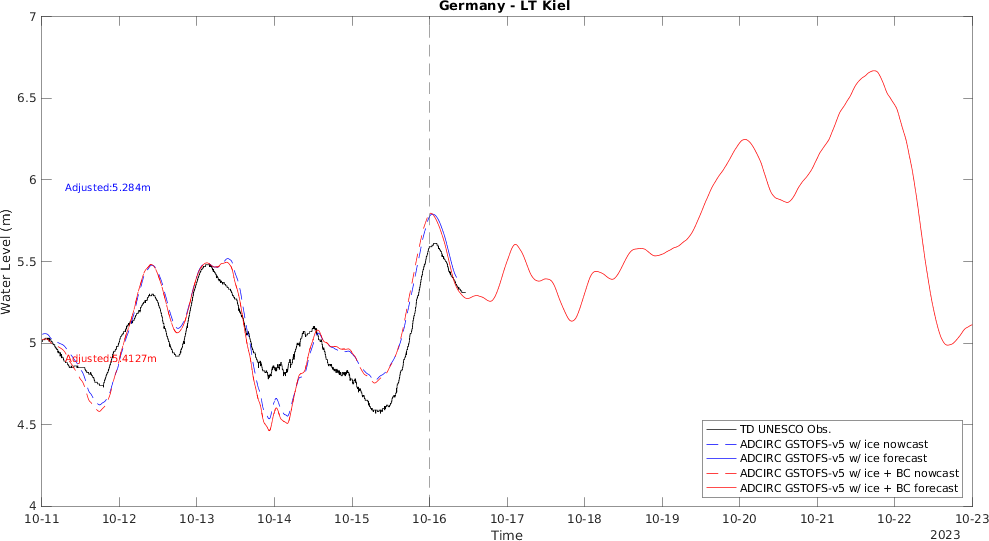 Germany - LT Kiel
7
6.5
6
5.5
5
4.5
4
Water Level (m)
Adjusted:5.284m
Adjusted:5.4127m
TD UNESCO Obs.
ADCIRC GSTOFS-v5 w/ ice nowcast
ADCIRC GSTOFS-v5 w/ ice forecast
ADCIRC GSTOFS-v5 w/ ice + BC nowcast
ADCIRC GSTOFS-v5 w/ ice + BC forecast
10-11 10-12 10-13 10-14 10-15 10-16 10-17 10-18 10-19 10-20 10-21 10-22 10-23
Time
2023